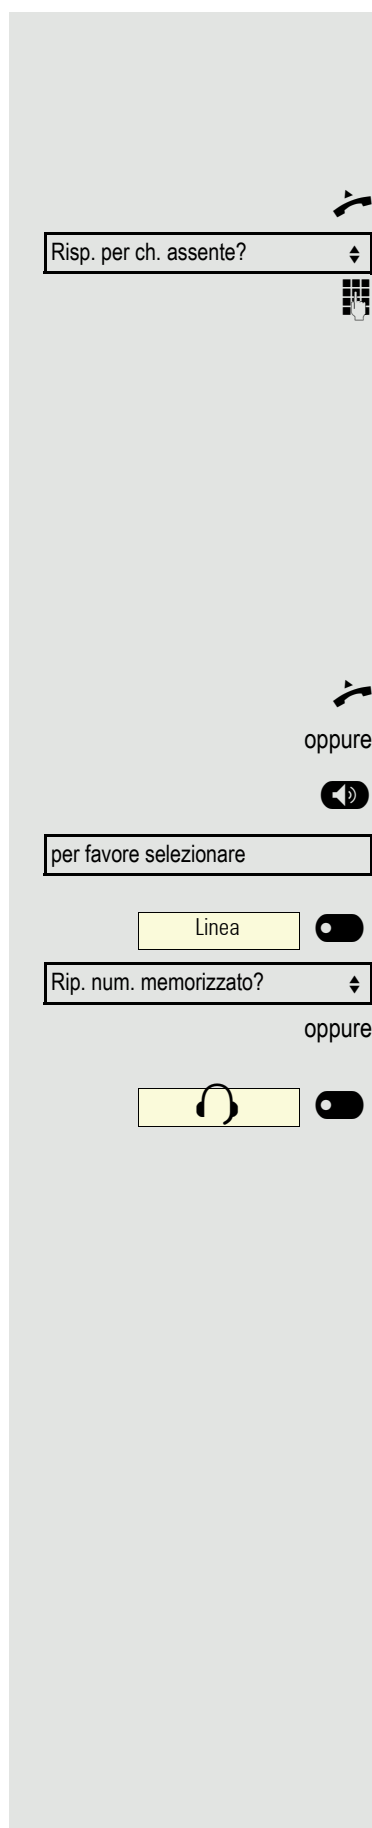 Risp. per ch. assente?
oppure
per favore selezionare
Linea
Rip. num. memorizzato?
oppure